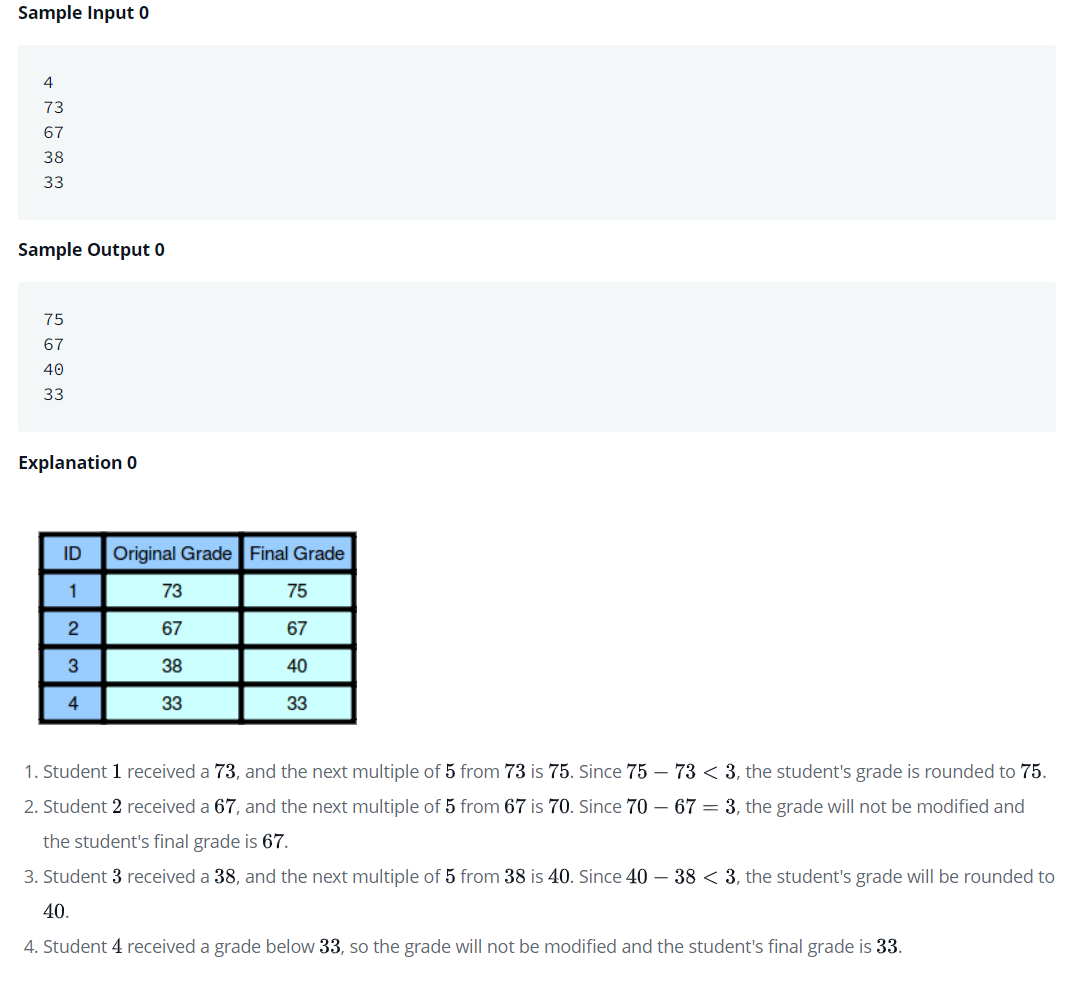 Sample Input 0
4
73
67
38
33
Sample Output 0
75
67
40
33
Explanation 0
ID Original Grade Final Grade
1 73 75
2 67 67
3 38 40
4 33 33
1. Student 1 received a 73, and the next multiple of 5 from 73 is 75. Since 75 − 73 < 3, the student's grade is rounded to 75.
2. Student 2 received a 67, and the next multiple of 5 from 67 is 70. Since 70 − 67 = 3, the grade will not be modified and
the student's final grade is 67.
3. Student 3 received a 38, and the next multiple of 5 from 38 is 40. Since 40 − 38 < 3, the student's grade will be rounded to
40.
4. Student 4 received a grade below 33, so the grade will not be modified and the student's final grade is 33.